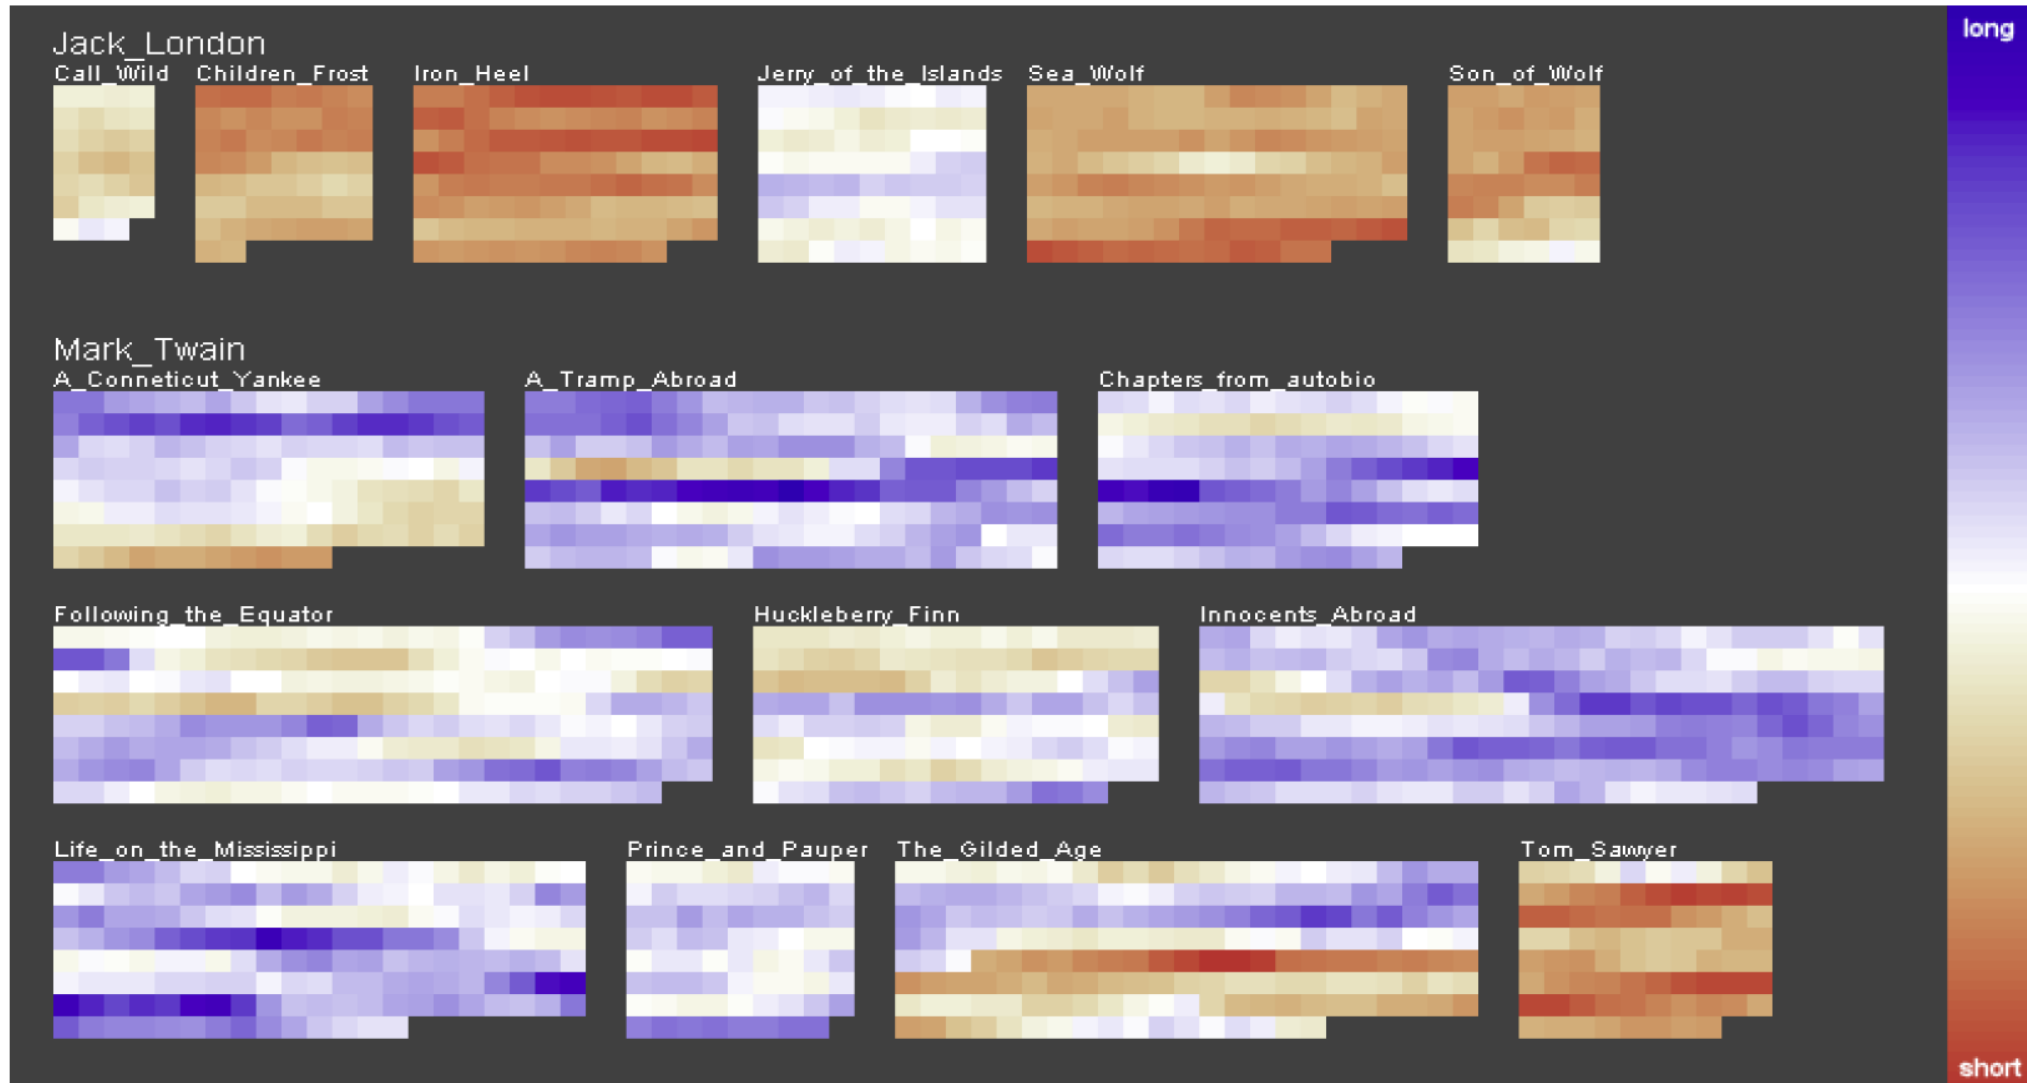 long
Jack_London
Call_Wild Children_Frost Iron_Heel Jerry_of_the_Islands Sea_Wolf Son_of_Wolf
Mark_Twain
A_Conneticut_Yankee A_Tramp_Abroad Chapters_from_autobio
Following_the_Equator Huckleberry_Finn Innocents_Abroad
Life_on_the_Mississippi Prince_and_Pauper The_Gilded_Age Tom_Sawyer
short